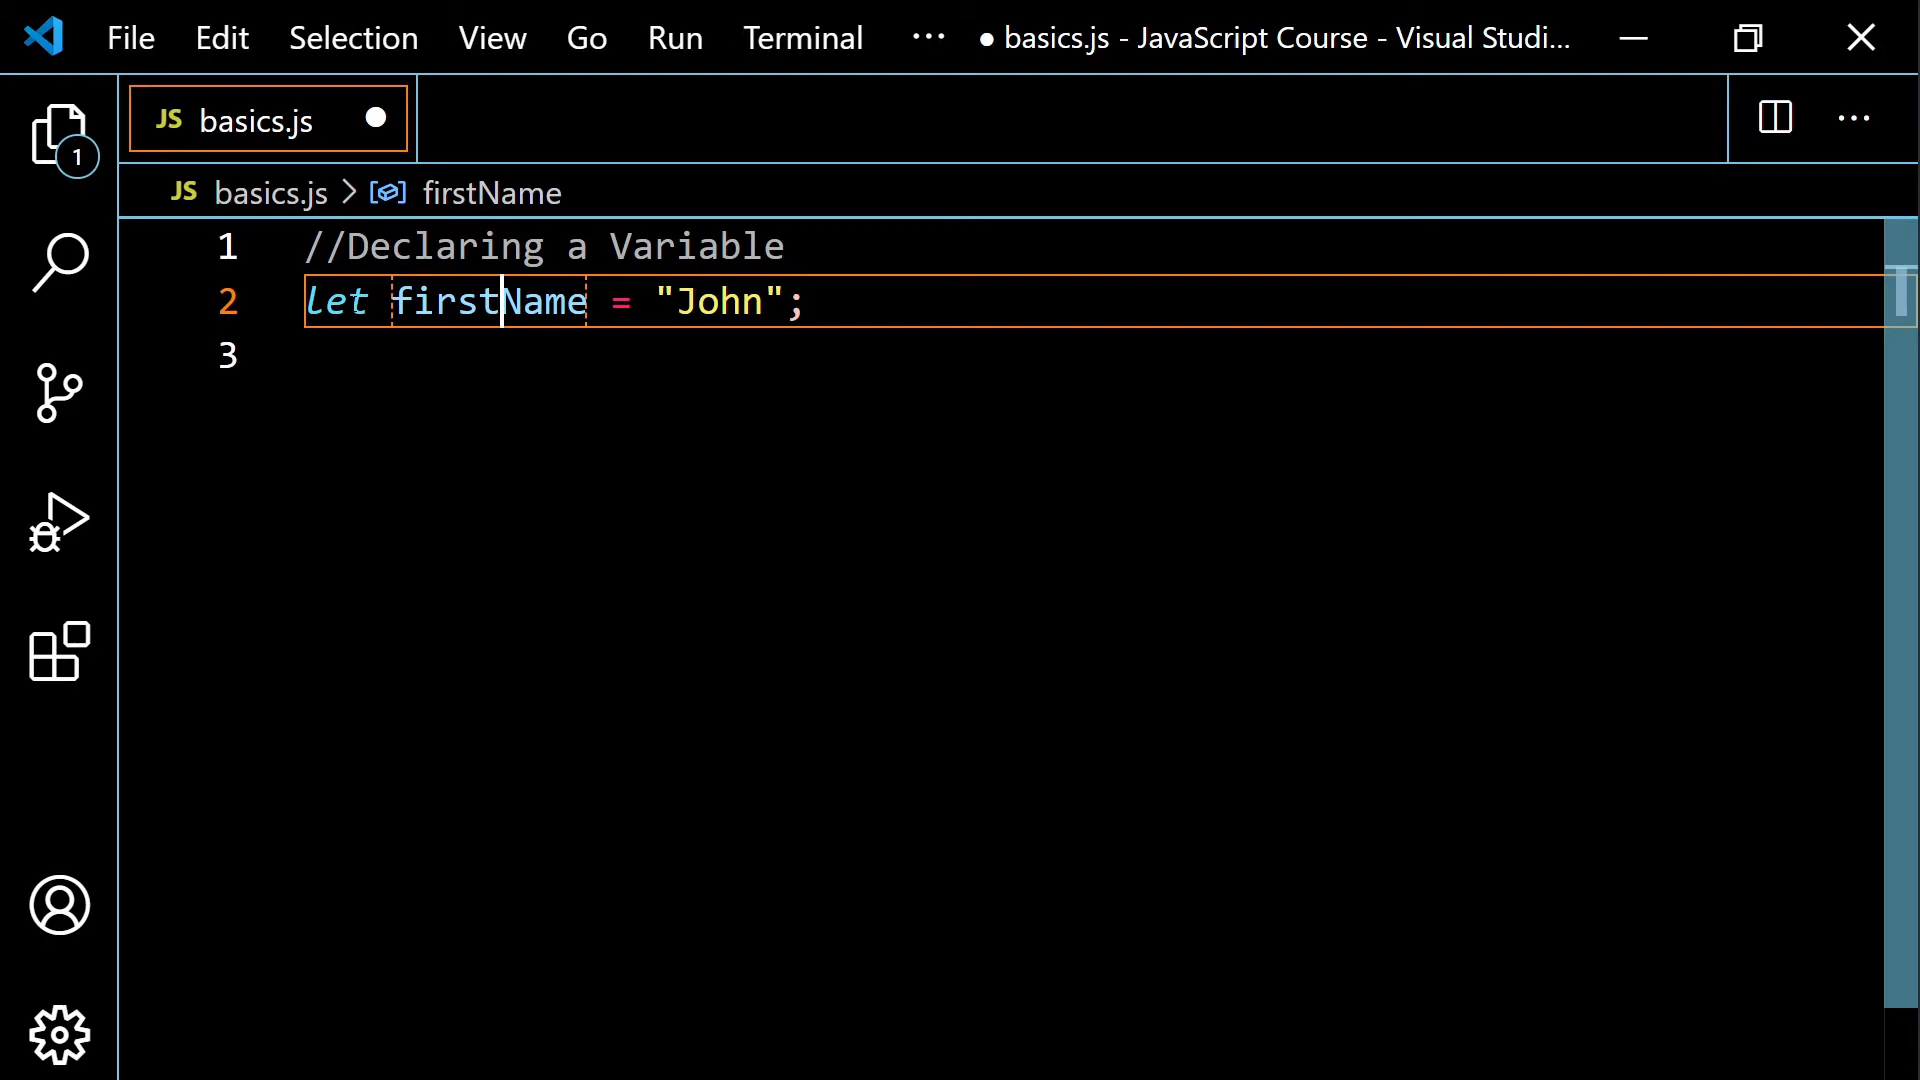 File Edit Selection View Go Run Terminal ··· ● basics.js - JavaScript Course - Visual Studi...
JS basics.js ●
1
JS basics.js > firstName
1 //Declaring a Variable
2 let firstName = "John";
3